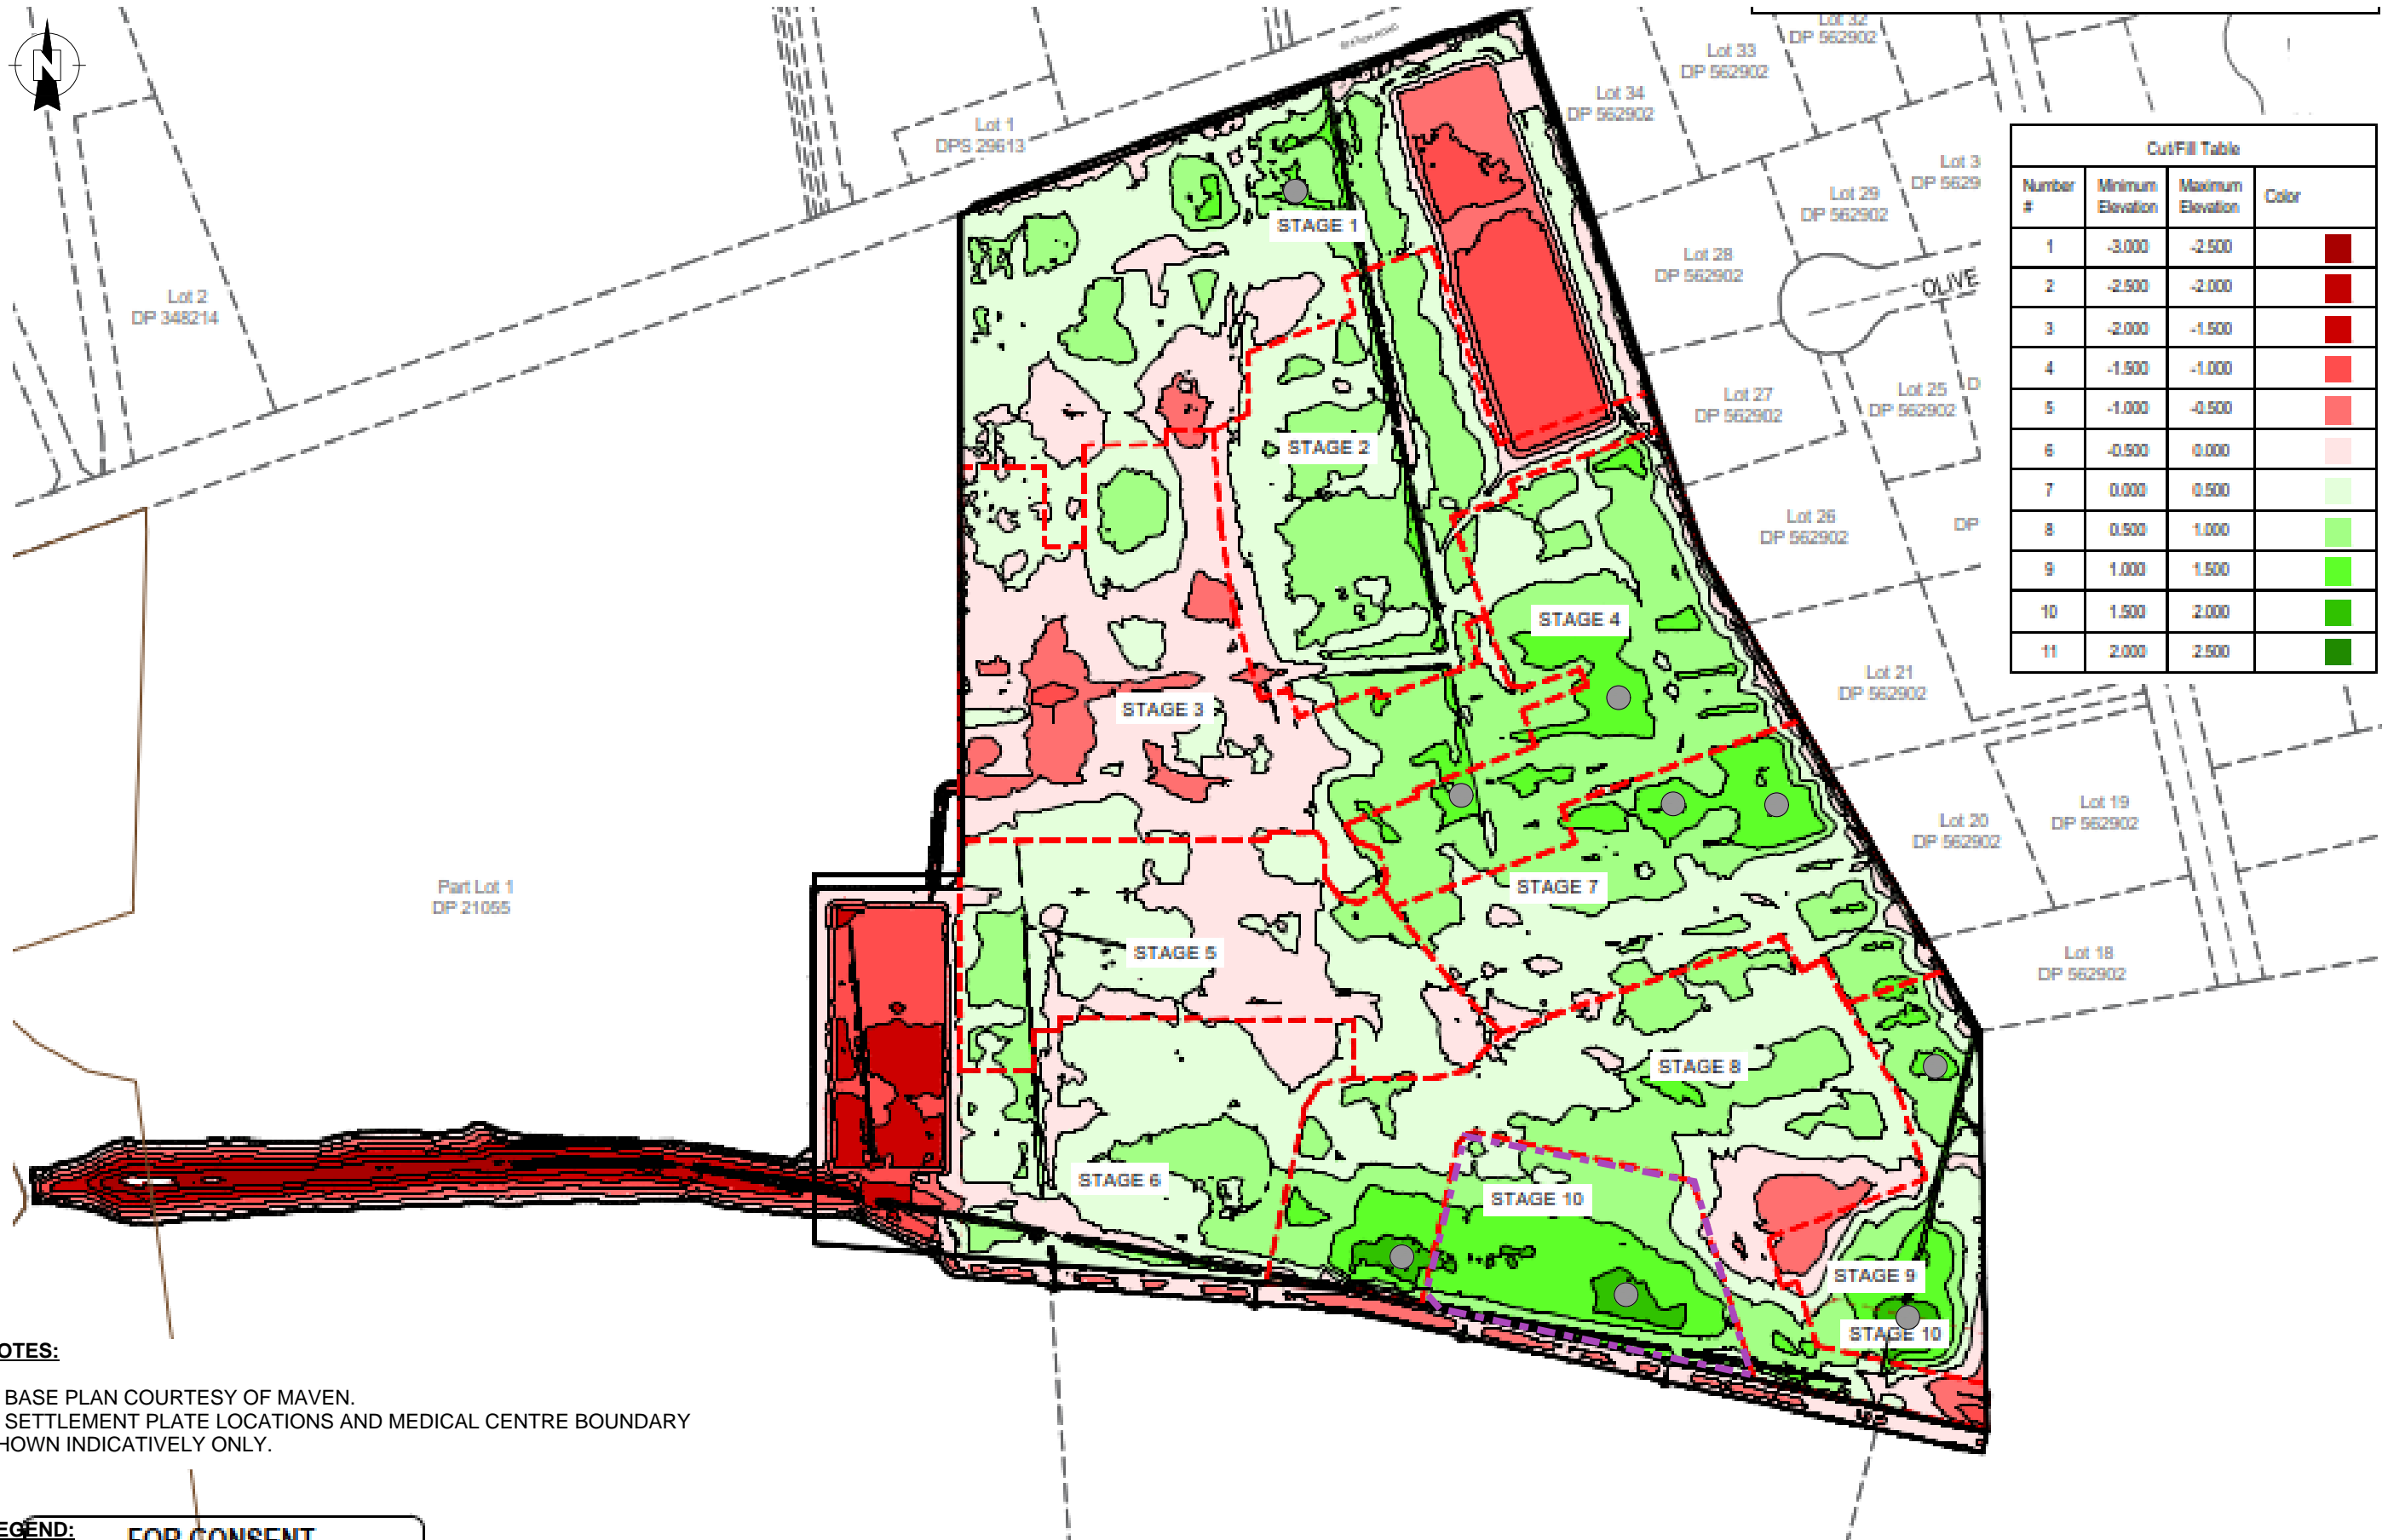 N
Lot 32
DP 562902
Lot 33
DP 562902
Lot 34
DP 562902
Lot 1
DPS 29613
Lot 3
DP 5629
Lot 29
DP 562902
Lot 28
DP 562902
OLIVE
Lot 2
DP 348214
Lot 27
DP 562902
Lot 25
DP 562902
D
Lot 26
DP 562902
DP
Lot 21
DP 562902
Lot 20
DP 562902
Lot 19
DP 562902
Lot 18
DP 562902
Part Lot 1
DP 21055
Cut/Fill Table
Number # Minimum Elevation Maximum Elevation Color
1 -3.000 -2.500
2 -2.500 -2.000
3 -2.000 -1.500
4 -1.500 -1.000
5 -1.000 -0.500
6 -0.500 0.000
7 0.000 0.500
8 0.500 1.000
9 1.000 1.500
10 1.500 2.000
11 2.000 2.500
STAGE 1
STAGE 2
STAGE 4
STAGE 3
STAGE 7
STAGE 5
STAGE 8
STAGE 6
STAGE 10
STAGE 9
STAGE 10
OTES:
BASE PLAN COURTESY OF MAVEN.
SETTLEMENT PLATE LOCATIONS AND MEDICAL CENTRE BOUNDARY
HOWN INDICATIVELY ONLY.
EGEND:
FOR CONSENT